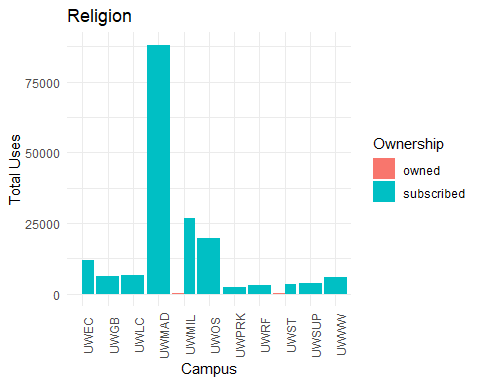 Religion
Total Uses
75000
50000
25000
0
UWEC
UWGB
UWLC
UWMAD
UWMIL
UWOS
UWPRK
UWRF
UWST
UWSUP
UWWW
Campus
Ownership
owned
subscribed